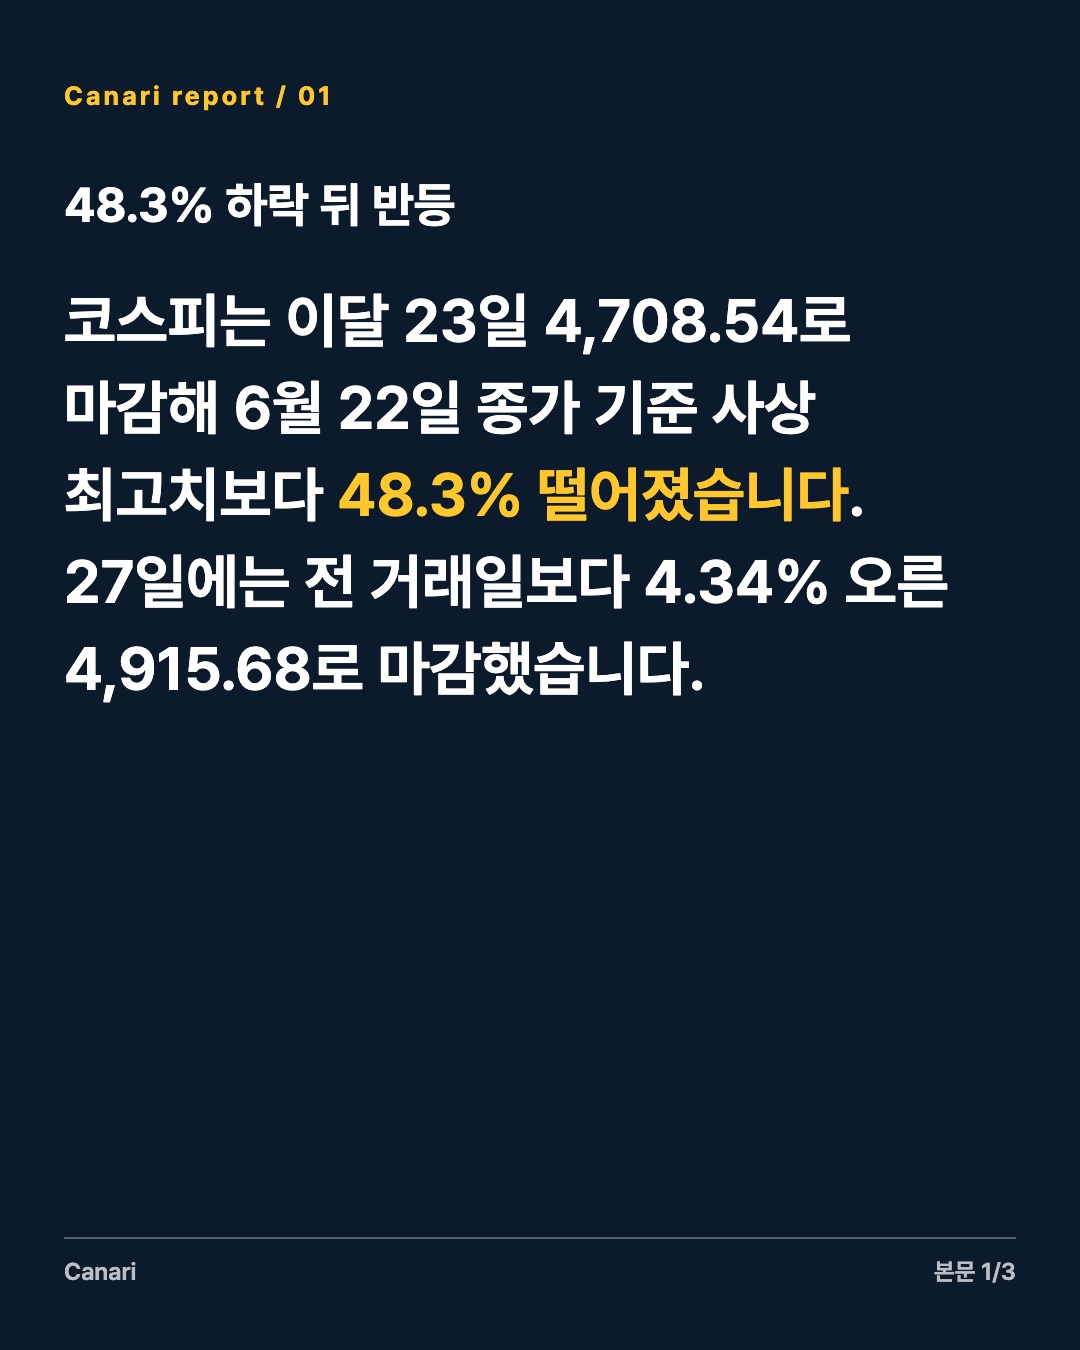 Canari report / 01
48.3% 하락 뒤 반등
코스피는 이달 23일 4,708.54로
마감해 6월 22일 종가 기준 사상
최고치보다 48.3% 떨어졌습니다.
27일에는 전 거래일보다 4.34% 오른
4,915.68로 마감했습니다.
Canari
본문 1/3